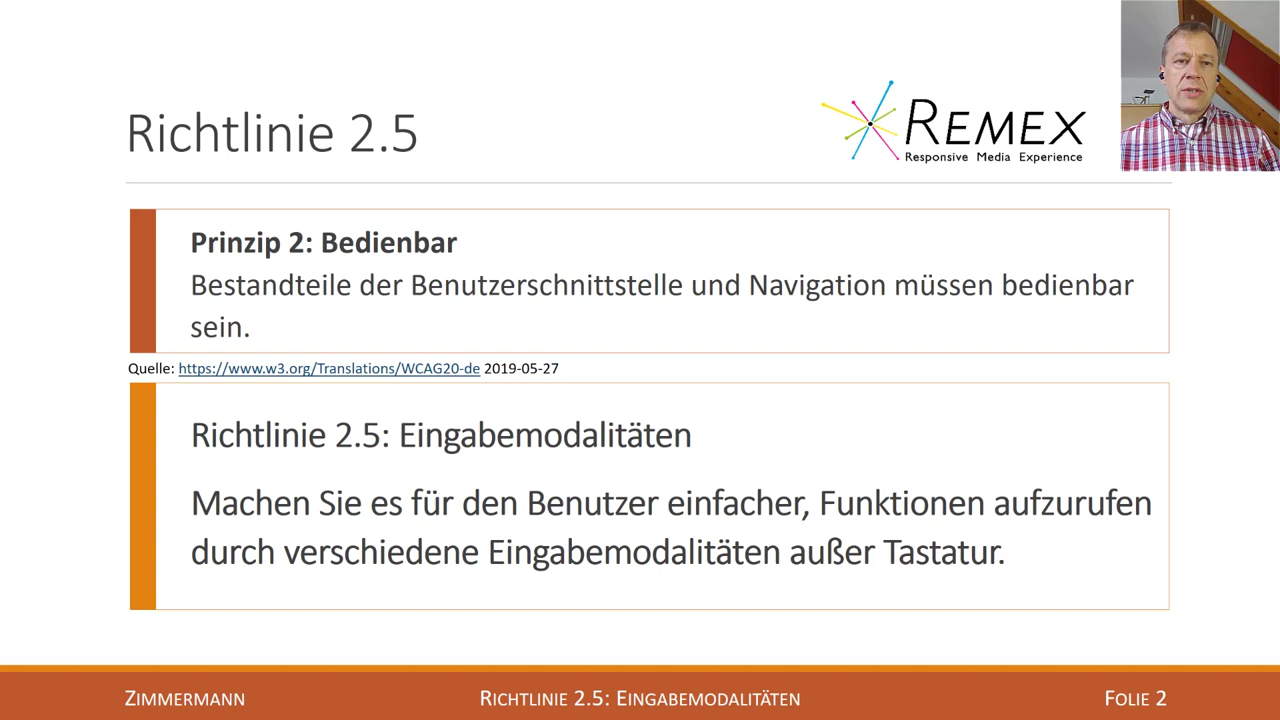 Richtlinie 2.5
REMEX
Responsive Media Experience
Prinzip 2: Bedienbar
Bestandteile der Benutzerschnittstelle und Navigation müssen bedienbar
sein.
Quelle: https://www.w3.org/Translations/WCAG20-de 2019-05-27
Richtlinie 2.5: Eingabemodalitäten
Machen Sie es für den Benutzer einfacher, Funktionen aufzurufen
durch verschiedene Eingabemodalitäten außer Tastatur.
ZIMMERMANN
RICHTLINIE 2.5: EINGABEMODALITÄTEN
FOLIE 2